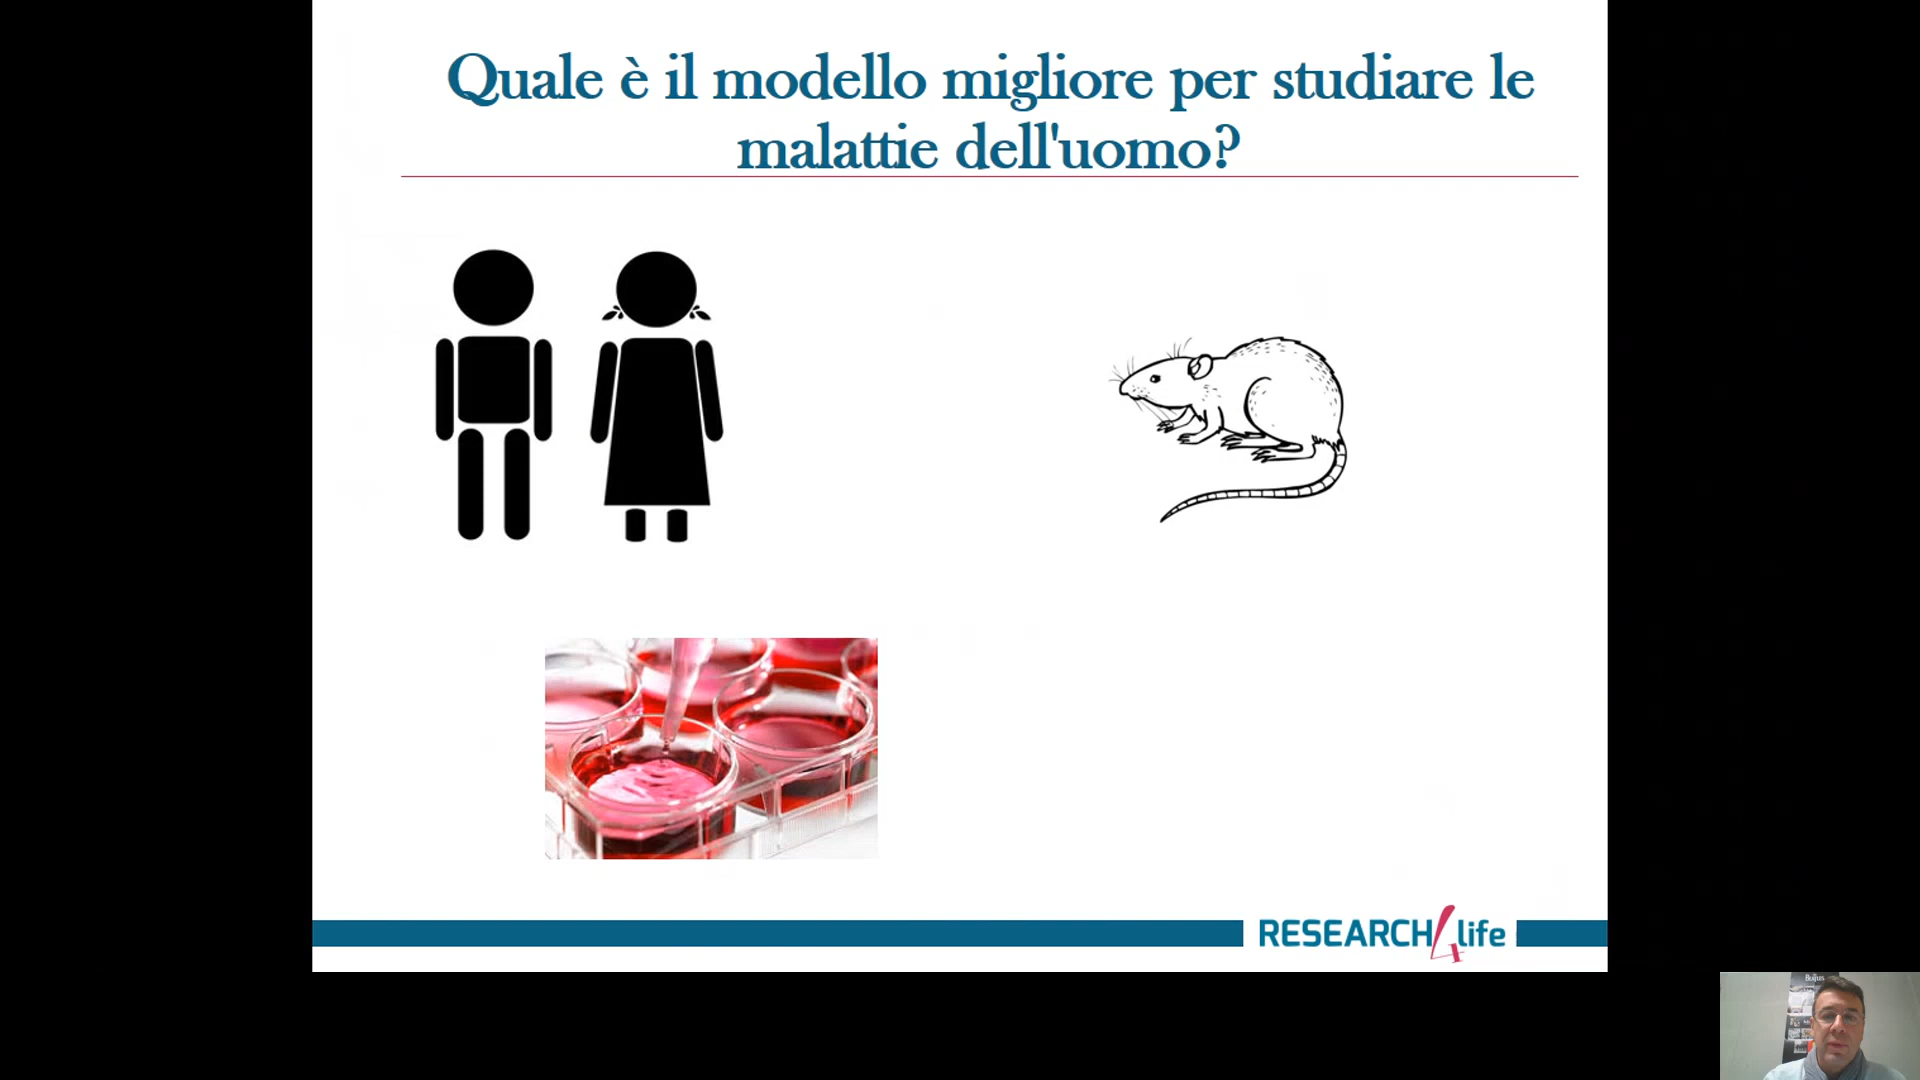 Quale è il modello migliore per studiare le
malattie dell'uomo?
RESEARCH4life